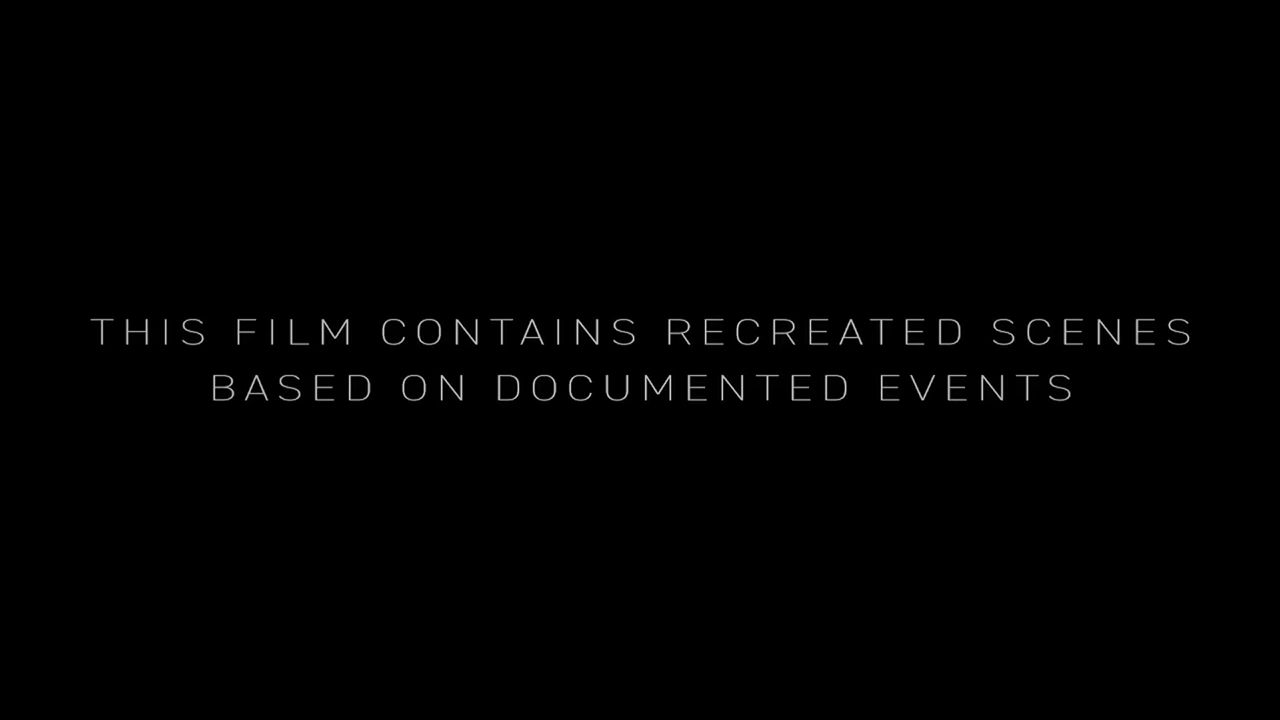 THIS FILM CONTAINS RECREATED SCENES
BASED ON DOCUMENTED EVENTS